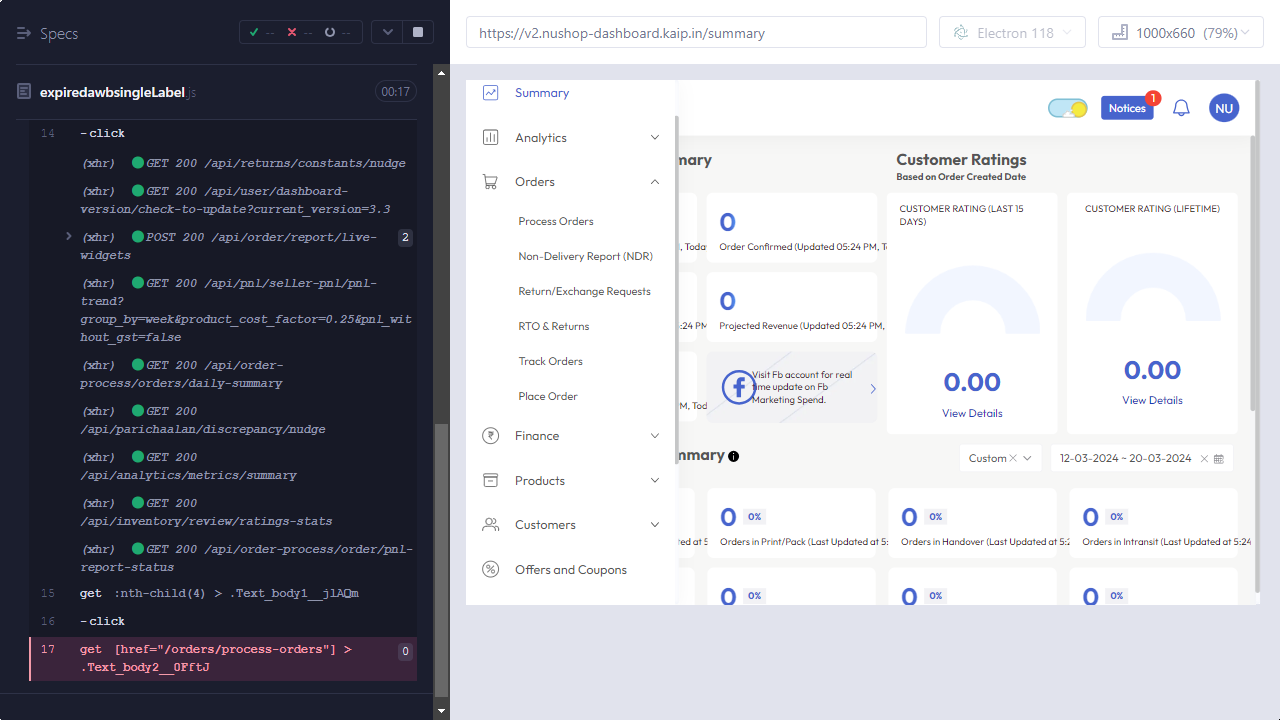 Specs
-- -- --
expiredawbsingleLabel.js 00:17
14 -click
(xhr) GET 200 /api/returns/constants/nudge
(xhr) GET 200 /api/user/dashboard-
version/check-to-update?current_version=3.3
(xhr) POST 200 /api/order/report/live-
widgets
2
(xhr) GET 200 /api/pnl/seller-pnl/pnl-
trend?
group_by=week&product_cost_factor=0.25&pnl_wit
hout_gst=false
(xhr) GET 200 /api/order-
process/orders/daily-summary
(xhr) GET 200
/api/parichaalan/discrepancy/nudge
(xhr) GET 200
/api/analytics/metrics/summary
(xhr) GET 200
/api/inventory/review/ratings-stats
(xhr) GET 200 /api/order-process/order/pnl-
report-status
15 get :nth-child(4) > .Text_body1__jlAQm
16 -click
17 get [href="/orders/process-orders"] >
.Text_body2__0FftJ
0
https://v2.nushop-dashboard.kaip.in/summary
Electron 118
1000x660 (79%)
Summary
Analytics
Orders
Process Orders
Non-Delivery Report (NDR)
Return/Exchange Requests
RTO & Returns
Track Orders
Place Order
Finance
Products
Customers
Offers and Coupons
Notices
1
NU
mary
Customer Ratings
Based on Order Created Date
, Toda
0
Order Confirmed (Updated 05:24 PM, T
:24 PM
0
Projected Revenue (Updated 05:24 PM,
M, Tod
Visit Fb account for real
time update on Fb
Marketing Spend.
CUSTOMER RATING (LAST 15
DAYS)
0.00
View Details
CUSTOMER RATING (LIFETIME)
0.00
View Details
mmary
Custom
12-03-2024 ~ 20-03-2024
ed at 5
0 0%
Orders in Print/Pack (Last Updated at 5:
0 0%
Orders in Handover (Last Updated at 5:2
0 0%
Orders in Intransit (Last Updated at 5:24
0 0%
0 0%
0 0%